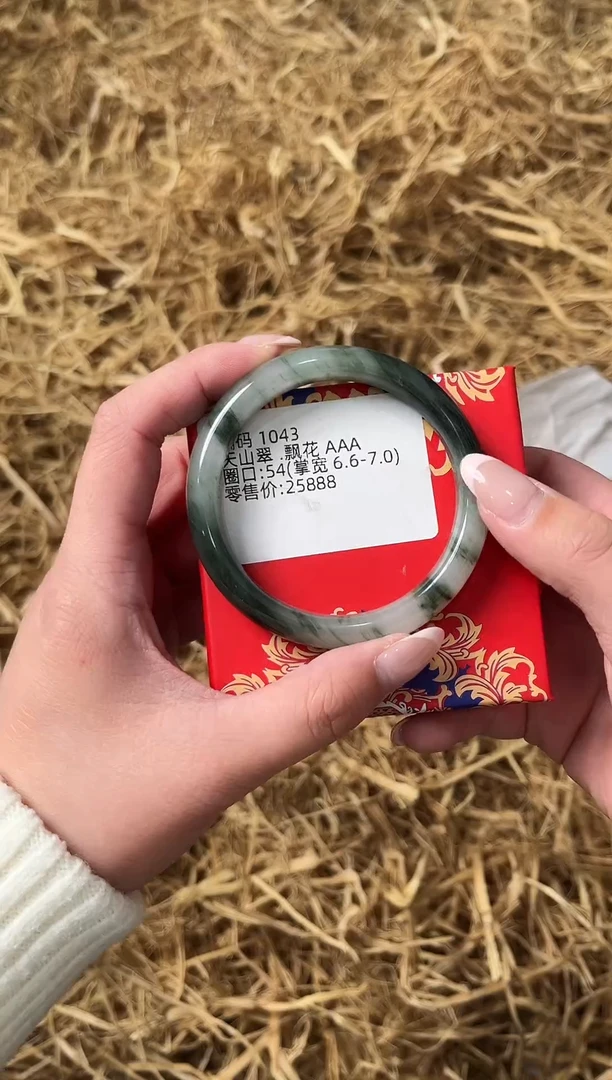 码 1043
天山翠 .飘花 AAA
圈口:54(掌宽 6.6-7.0)
零售价:25888